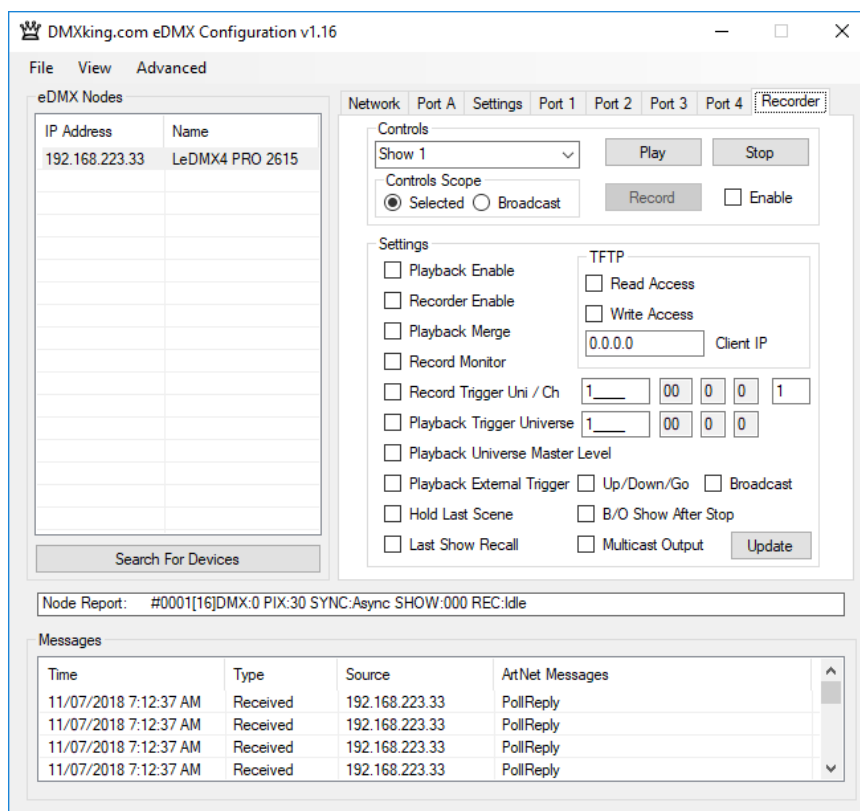 DMXking.com eDMX Configuration v1.16
File View Advanced
eDMX Nodes
IP Address Name
192.168.223.33 LeDMX4 PRO 2615
Search For Devices
Network Port A Settings Port 1 Port 2 Port 3 Port 4 Recorder
Controls
Show 1 Play Stop
Controls Scope
Selected Broadcast Record Enable
Settings
TFTP
Playback Enable
Read Access
Recorder Enable
Write Access
Playback Merge
0.0.0.0 Client IP
Record Monitor
Record Trigger Uni / Ch 1____ 00 0 0 1
Playback Trigger Universe 1____ 00 0 0
Playback Universe Master Level
Playback External Trigger Up/Down/Go Broadcast
Hold Last Scene B/O Show After Stop
Last Show Recall Multicast Output Update
Node Report: #0001[16]DMX:0 PIX:30 SYNC:Async SHOW:000 REC:Idle
Messages
Time Type Source ArtNet Messages
11/07/2018 7:12:37 AM Received 192.168.223.33 PollReply
11/07/2018 7:12:37 AM Received 192.168.223.33 PollReply
11/07/2018 7:12:37 AM Received 192.168.223.33 PollReply
11/07/2018 7:12:37 AM Received 192.168.223.33 PollReply